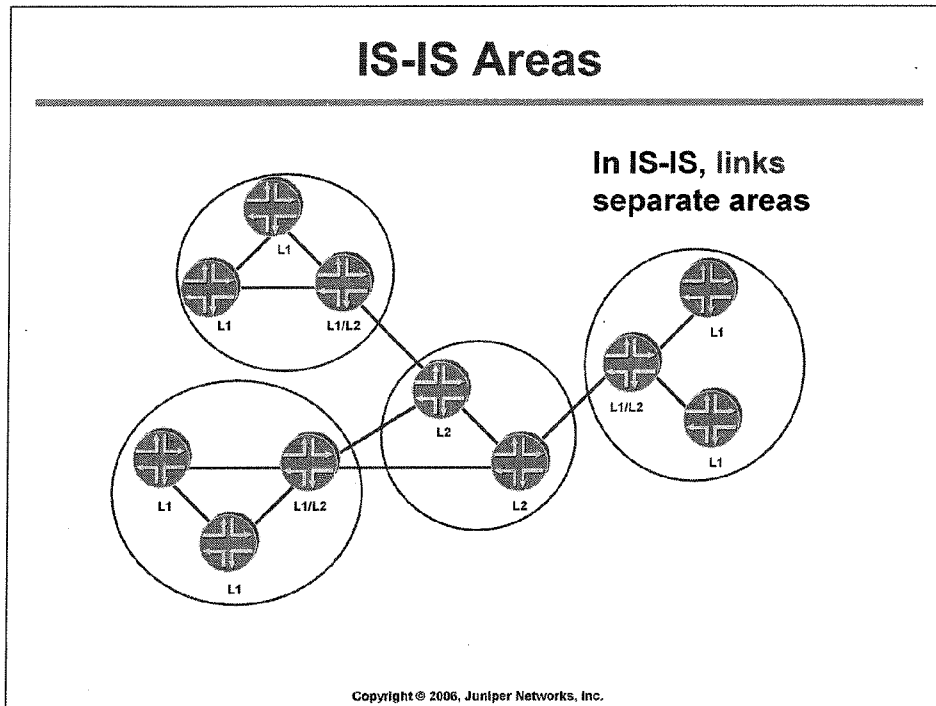 IS-IS Areas
In IS-IS, links
separate areas
L1
L1
L1/L2
L1
L1/L2
L2
L1
L1
L1/L2
L2
L1
Copyright © 2006, Juniper Networks, Inc.